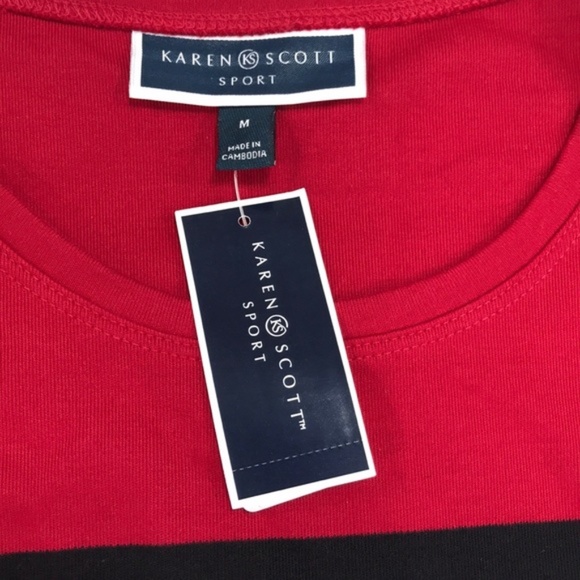 KAREN KS SCOTT
SPORT
M
MADE IN
CAMBODIA
KAREN KS SCOTT™
SPORT